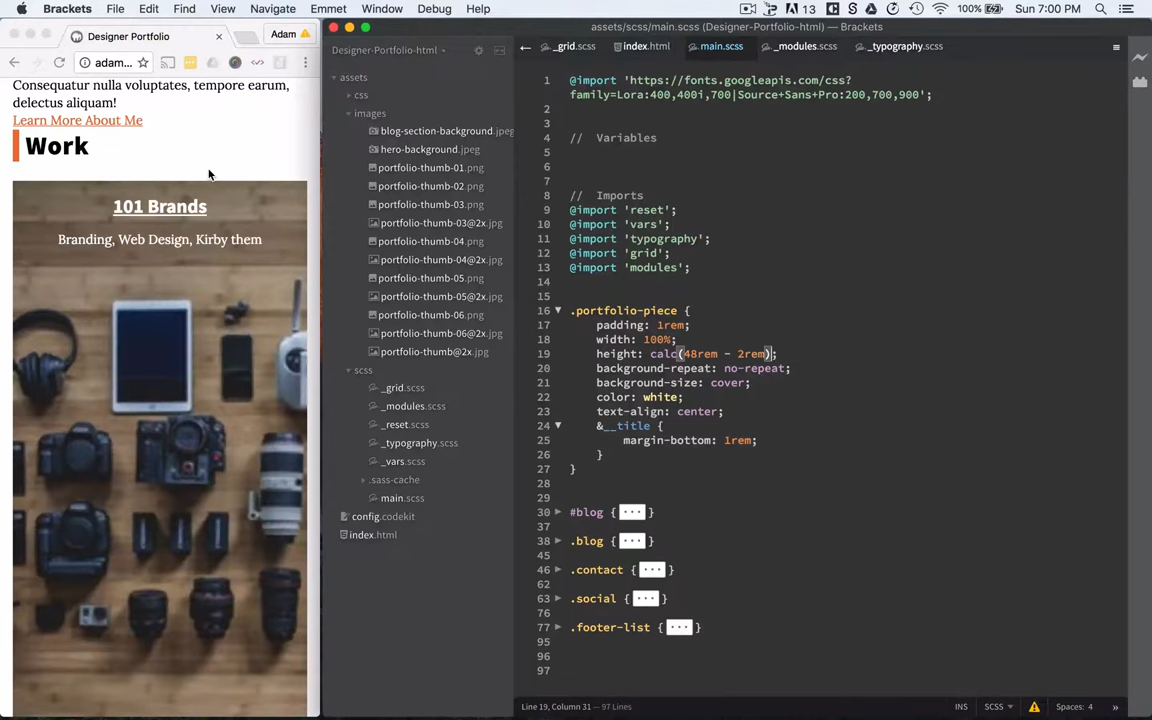 Brackets File Edit Find View Navigate Emmet Window Debug Help
13 100% Sun 7:00 PM
assets/scss/main.scss (Designer-Portfolio-html) — Brackets
Designer Portfolio × Adam
adam...
Consequatur nulla voluptates, tempore earum,
delectus aliquam!
Learn More About Me
Work
101 Brands
Branding, Web Design, Kirby them
Designer-Portfolio-html
assets
css
images
blog-section-background.jpeg
hero-background.jpeg
portfolio-thumb-01.png
portfolio-thumb-02.png
portfolio-thumb-03.png
portfolio-thumb-03@2x.jpg
portfolio-thumb-04.png
portfolio-thumb-04@2x.jpg
portfolio-thumb-05.png
portfolio-thumb-05@2x.jpg
portfolio-thumb-06.png
portfolio-thumb-06@2x.jpg
portfolio-thumb@2x.jpg
scss
_grid.scss
_modules.scss
_reset.scss
_typography.scss
_vars.scss
.sass-cache
main.scss
config.codekit
index.html
_grid.scss index.html main.scss _modules.scss _typography.scss
1 @import 'https://fonts.googleapis.com/css?
family=Lora:400,400i,700|Source+Sans+Pro:200,700,900';
2
3
4 // Variables
5
6
7
8 // Imports
9 @import 'reset';
10 @import 'vars';
11 @import 'typography';
12 @import 'grid';
13 @import 'modules';
14
15
16 .portfolio-piece {
17 padding: 1rem;
18 width: 100%;
19 height: calc(48rem - 2rem);
20 background-repeat: no-repeat;
21 background-size: cover;
22 color: white;
23 text-align: center;
24 &__title {
25 margin-bottom: 1rem;
26 }
27 }
28
29
30 #blog { ... }
37
38 .blog { ... }
45
46 .contact { ... }
62
63 .social { ... }
76
77 .footer-list { ... }
95
96
97
Line 19, Column 31 — 97 Lines
INS SCSS Spaces: 4